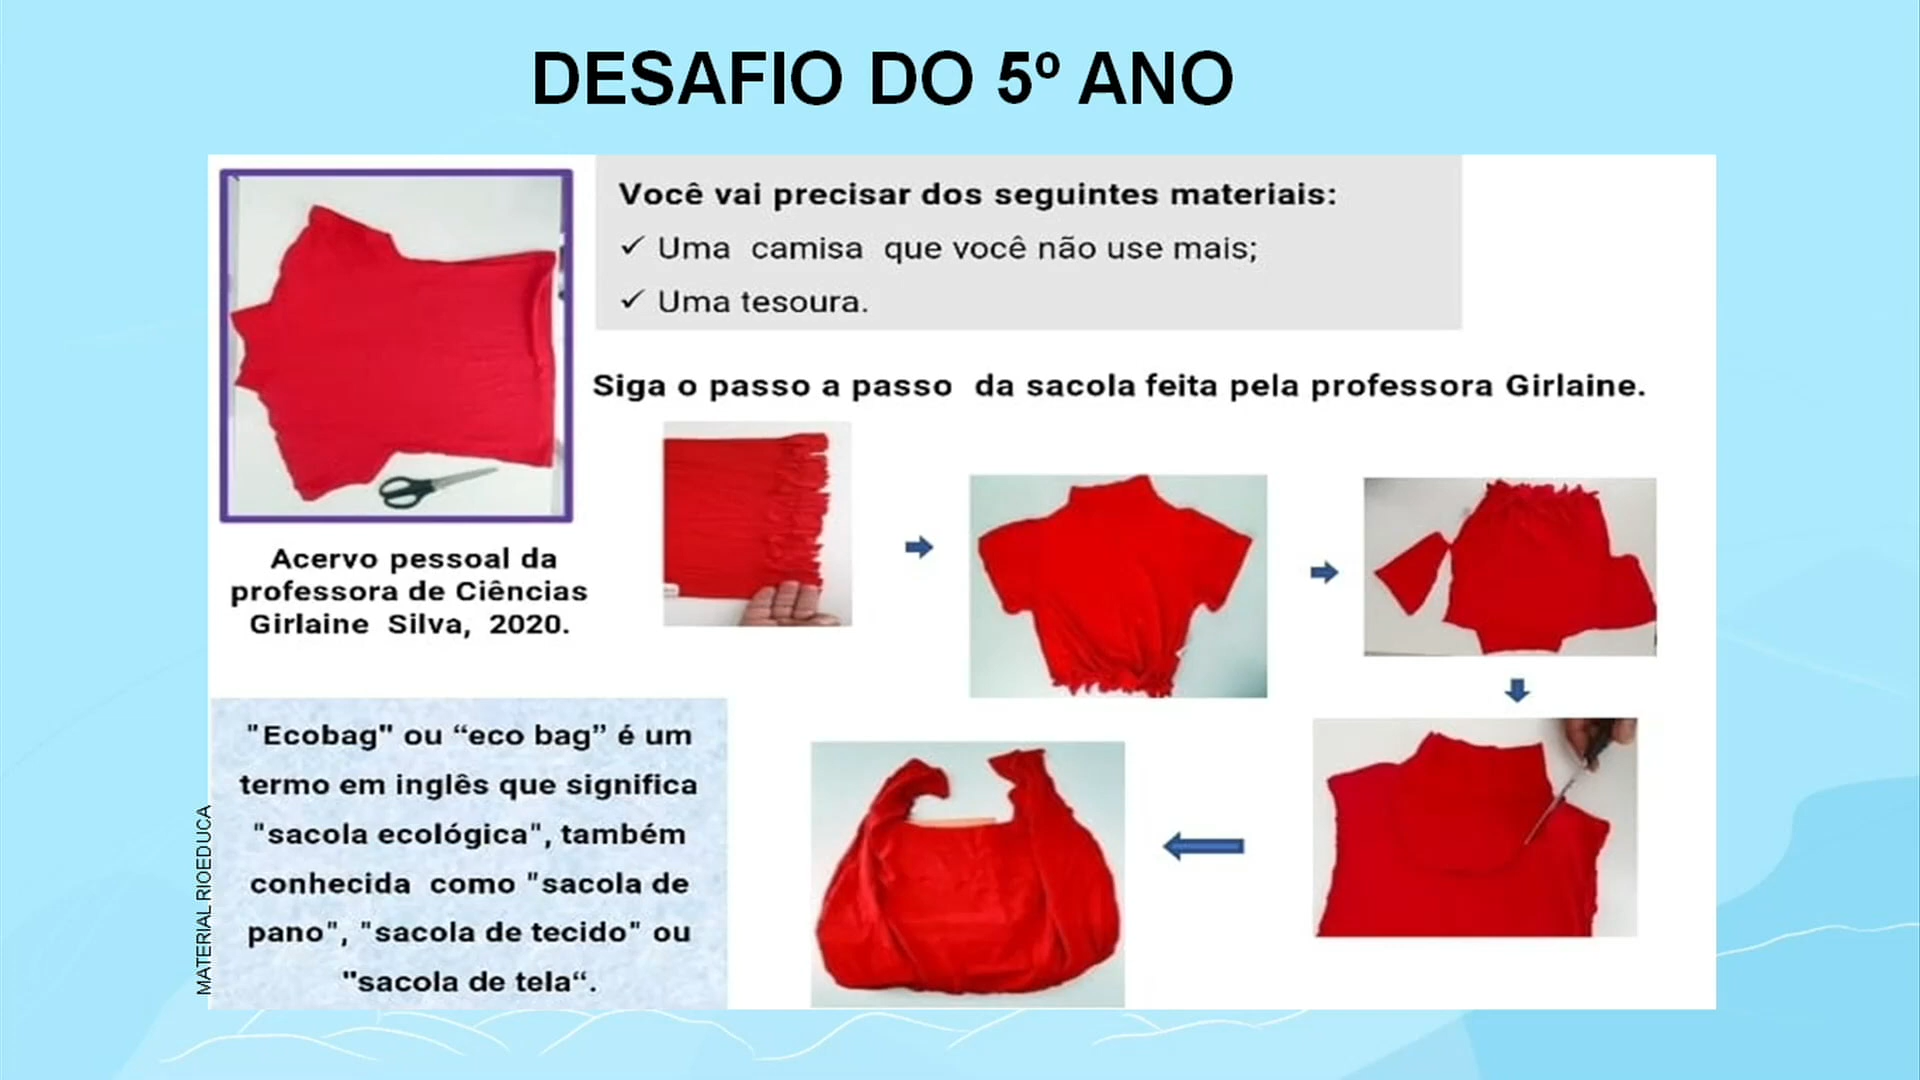 DESAFIO DO 5º ANO
Você vai precisar dos seguintes materiais:
✓ Uma camisa que você não use mais;
✓ Uma tesoura.
Siga o passo a passo da sacola feita pela professora Girlaine.
Acervo pessoal da
professora de Ciências
Girlaine Silva, 2020.
"Ecobag" ou “eco bag” é um
termo em inglês que significa
"sacola ecológica", também
conhecida como "sacola de
pano", "sacola de tecido" ou
"sacola de tela“.
MATERIAL RIOEDUCA